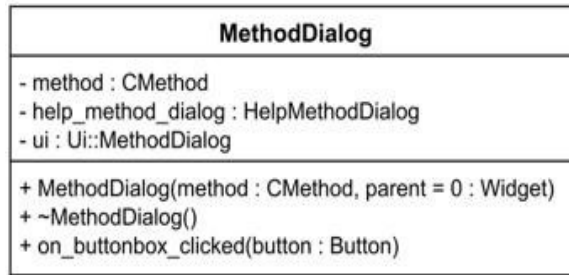 MethodDialog
- method : CMethod
- help_method_dialog : HelpMethodDialog
- ui : Ui::MethodDialog
+ MethodDialog(method : CMethod, parent = 0 : Widget)
+ ~MethodDialog()
+ on_buttonbox_clicked(button : Button)